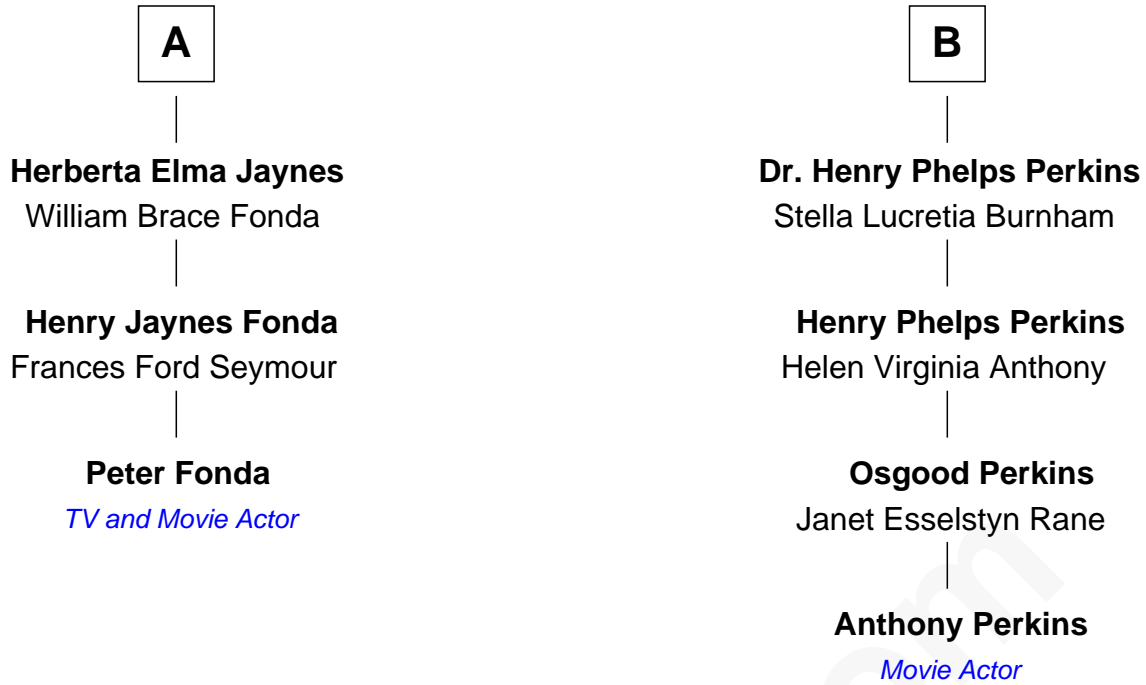 A
Herberta Elma Jaynes
William Brace Fonda
Henry Jaynes Fonda
Frances Ford Seymour
Peter Fonda
TV and Movie Actor
B
Dr. Henry Phelps Perkins
Stella Lucretia Burnham
Henry Phelps Perkins
Helen Virginia Anthony
Osgood Perkins
Janet Esselstyn Rane
Anthony Perkins
Movie Actor